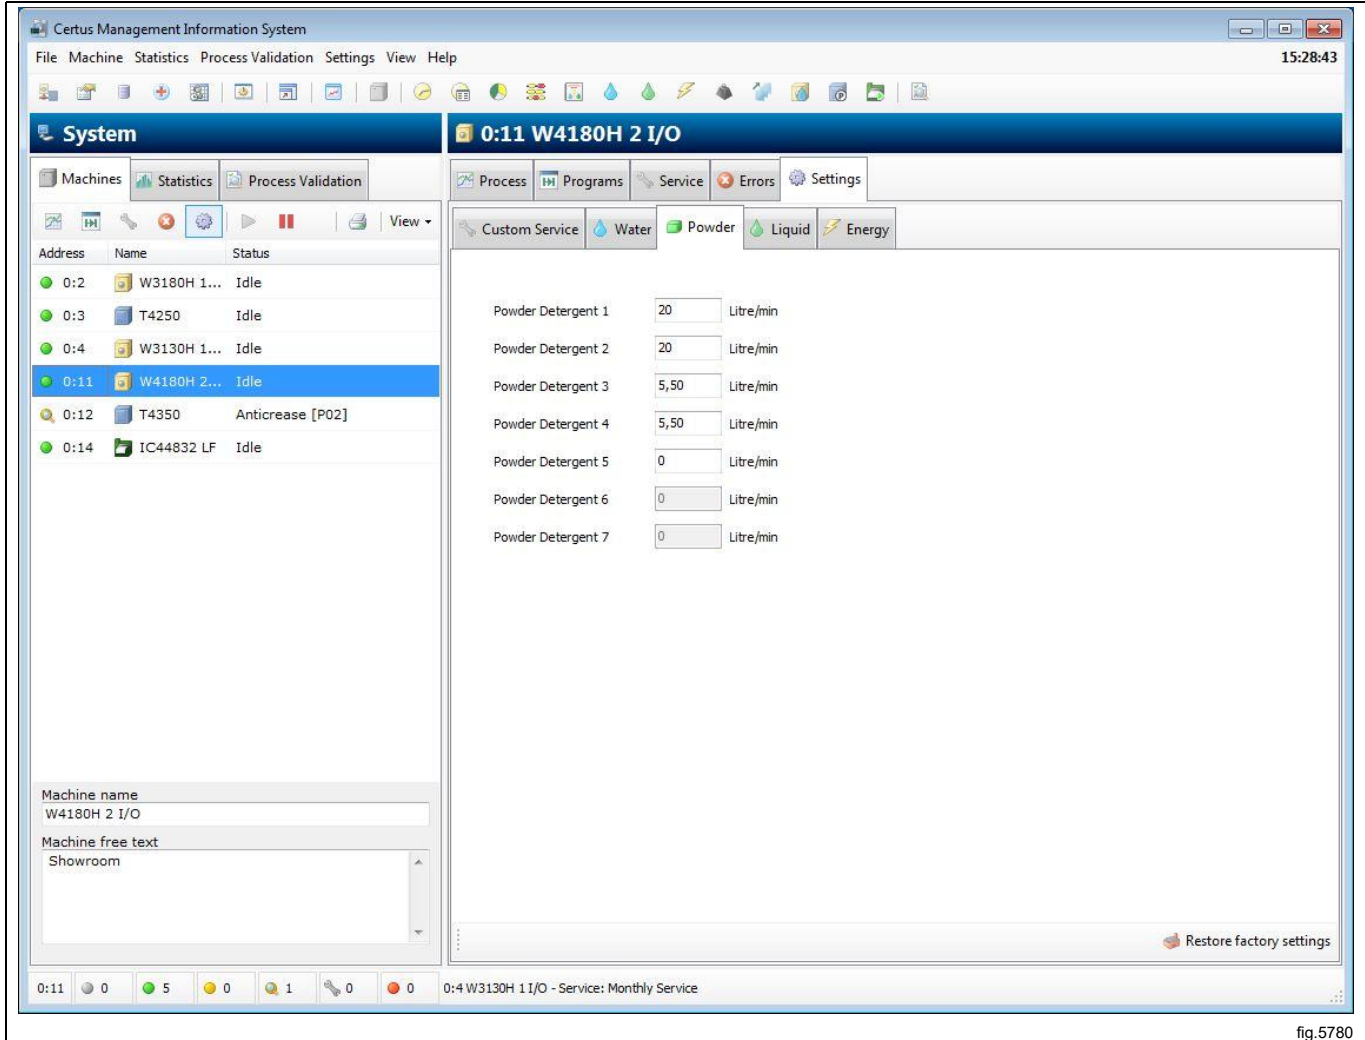 Certus Management Information System
File Machine Statistics Process Validation Settings View Help 15:28:43
System
0:11 W4180H 2 I/O
Machines Statistics Process Validation
Process Programs Service Errors Settings
View
Custom Service Water Powder Liquid Energy
Address Name Status
0:2 W3180H 1... Idle
0:3 T4250 Idle
0:4 W3130H 1... Idle
0:11 W4180H 2... Idle
0:12 T4350 Anticrease [P02]
0:14 IC44832 LF Idle
Powder Detergent 1 20 Litre/min
Powder Detergent 2 20 Litre/min
Powder Detergent 3 5,50 Litre/min
Powder Detergent 4 5,50 Litre/min
Powder Detergent 5 0 Litre/min
Powder Detergent 6 0 Litre/min
Powder Detergent 7 0 Litre/min
Machine name
W4180H 2 I/O
Machine free text
Showroom
Restore factory settings
0:11 0 5 0 1 0 0 0:4 W3130H 1 I/O - Service: Monthly Service
fig.5780